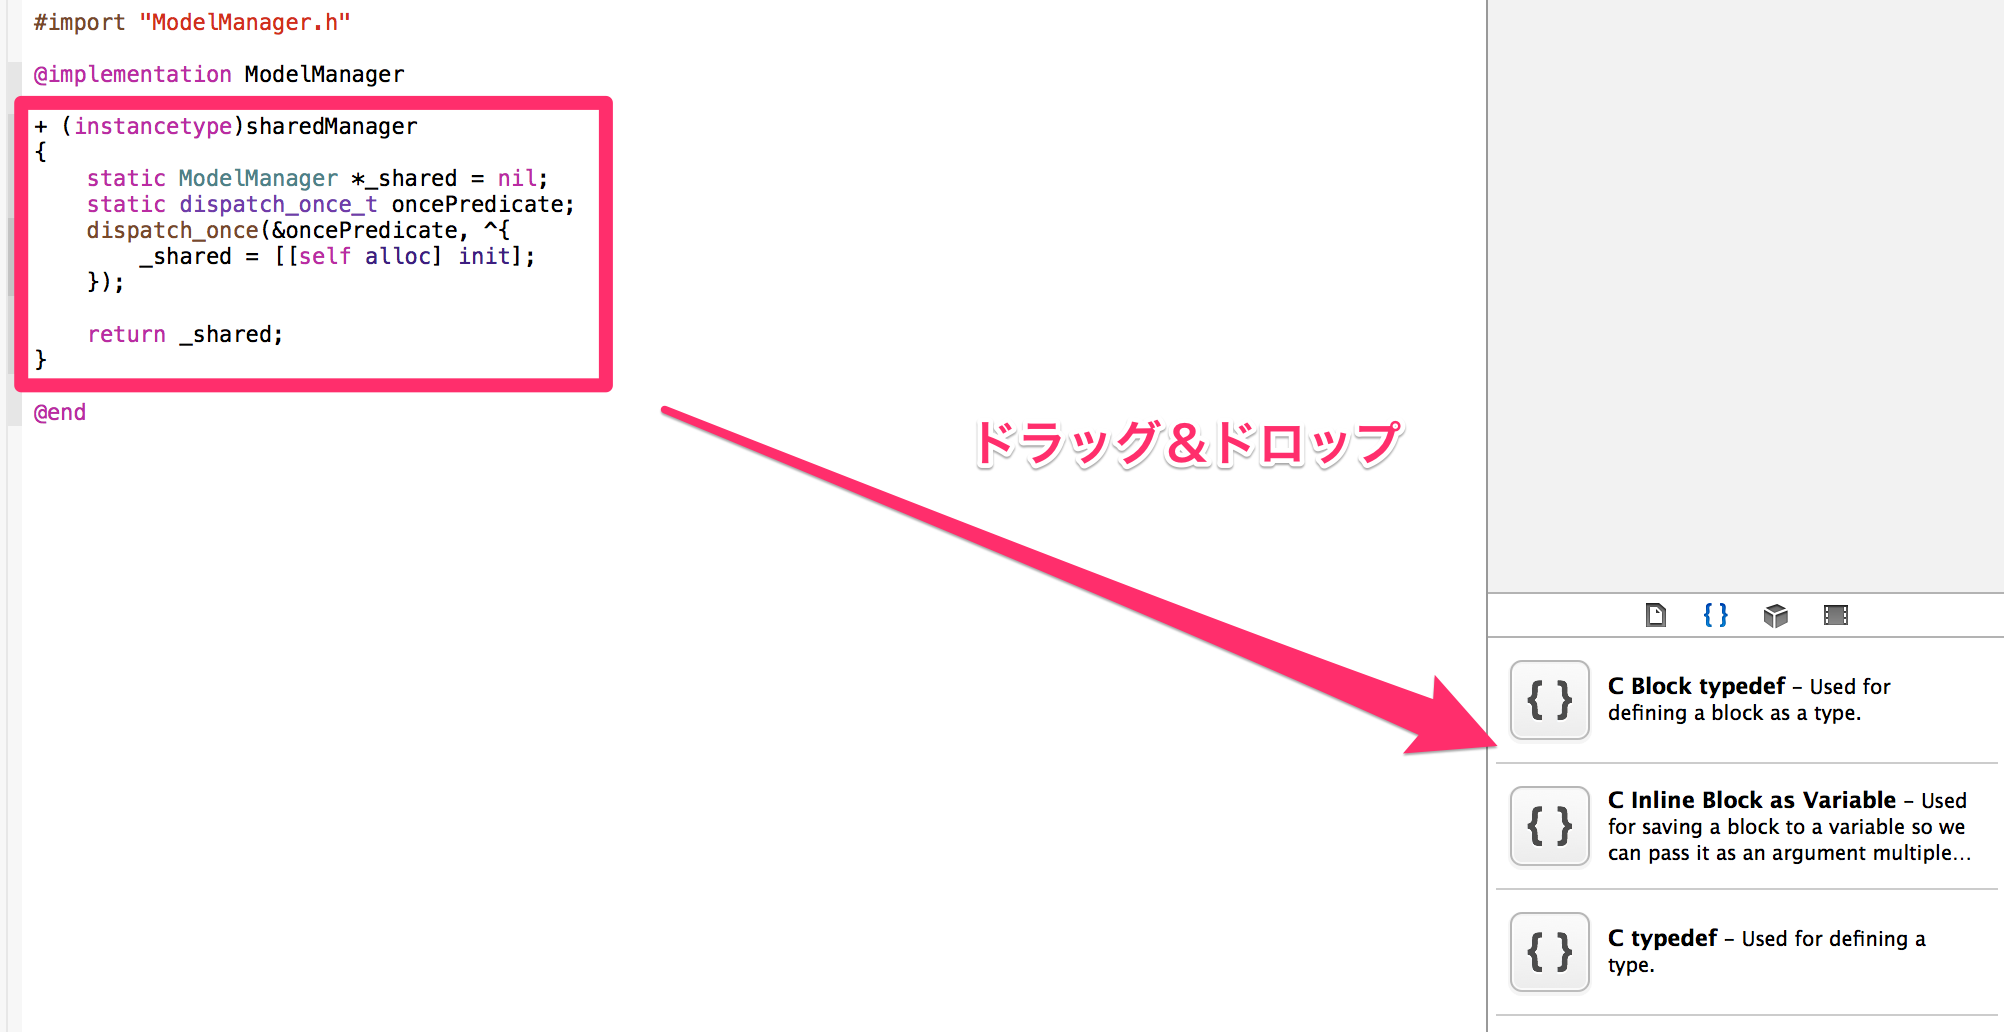 #import "ModelManager.h"
@implementation ModelManager
+ (instancetype)sharedManager
{
    static ModelManager *_shared = nil;
    static dispatch_once_t oncePredicate;
    dispatch_once(&oncePredicate, ^{
        _shared = [[self alloc] init];
    });
    return _shared;
}
@end
ドラッグ&ドロップ
{ }
{ } C Block typedef – Used for
defining a block as a type.
{ } C Inline Block as Variable – Used
for saving a block to a variable so we
can pass it as an argument multiple…
{ } C typedef – Used for defining a
type.